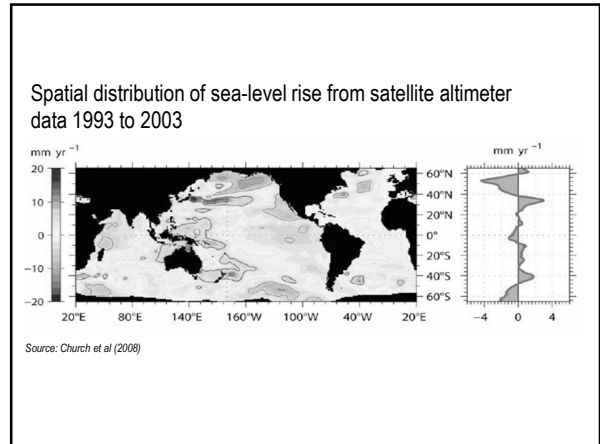 Spatial distribution of sea-level rise from satellite altimeter
data 1993 to 2003
mm yr⁻¹
mm yr⁻¹
20
10
0
−10
−20
60°N
40°N
20°N
0°
20°S
40°S
60°S
20°E 80°E 140°E 160°W 100°W 40°W 20°E
−4 0 4
Source: Church et al (2008)